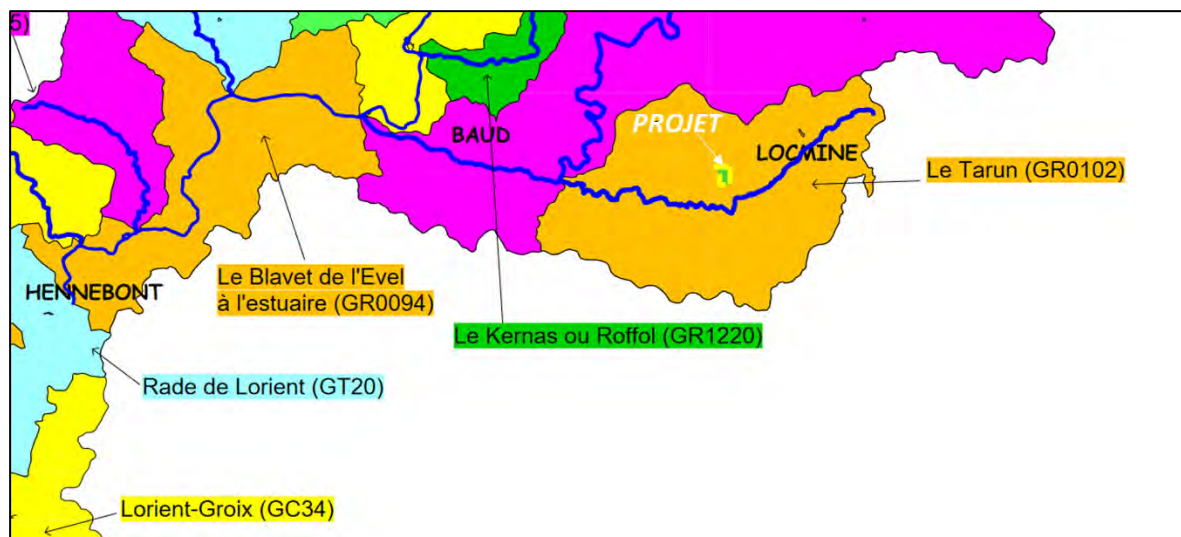 5)
PROJET
BAUD
LOCMINE
Le Tarun (GR0102)
Le Blavet de l'Evel
à l'estuaire (GR0094)
HENNEBONT
Le Kernas ou Roffol (GR1220)
Rade de Lorient (GT20)
Lorient-Groix (GC34)